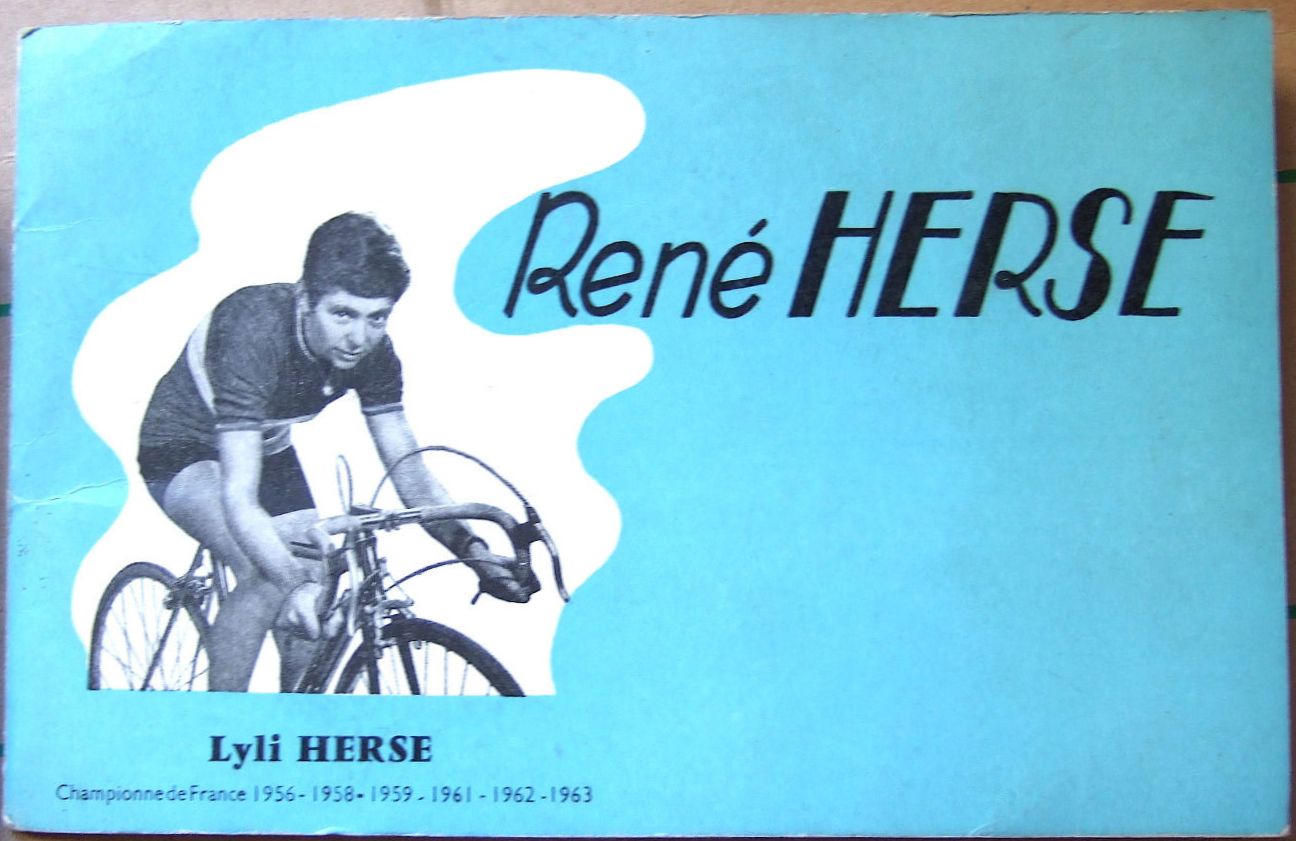 René HERSE
Lyli HERSE
Championne de France 1956 - 1958 - 1959 - 1961 - 1962 - 1963